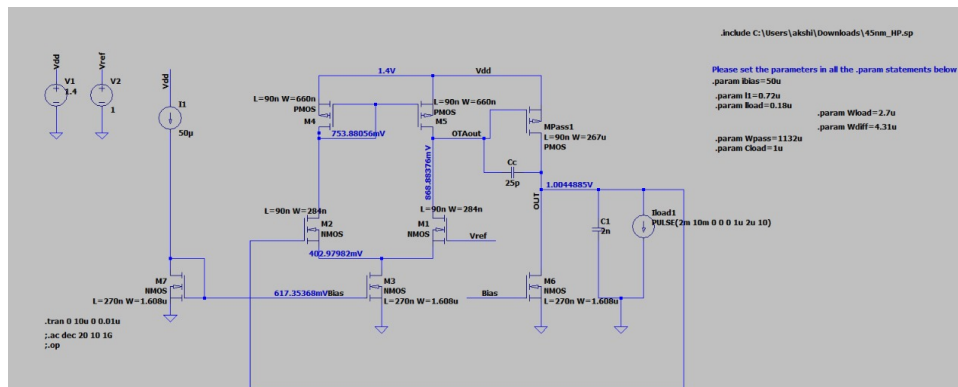 .include C:\Users\akshi\Downloads\45nm_HP.sp
Please set the parameters in all the .param statements below
.param ibias=50u
.param l1=0.72u
.param lload=0.18u
.param Wload=2.7u
.param Wdiff=4.31u
.param Wpass=1132u
.param Cload=1u
Vdd
V1
1.4
Vref
V2
1
Vdd
I1
50µ
1.4V
Vdd
L=90n W=660n
PMOS
M4
L=90n W=660n
PMOS
M5
MPass1
L=90n W=267u
PMOS
753.88056mV
OTAout
868.88376mV
Cc
25p
1.0044885V
OUT
L=90n W=284n
M2
NMOS
L=90n W=284n
M1
NMOS
Vref
402.97982mV
C1
2n
Iload1
PULSE(2m 10m 0 0 0 1u 2u 10)
M7
NMOS
L=270n W=1.608u
617.35368mV
Bias
M3
NMOS
L=270n W=1.608u
Bias
M6
NMOS
L=270n W=1.608u
.tran 0 10u 0 0.01u
;.ac dec 20 10 1G
;.op